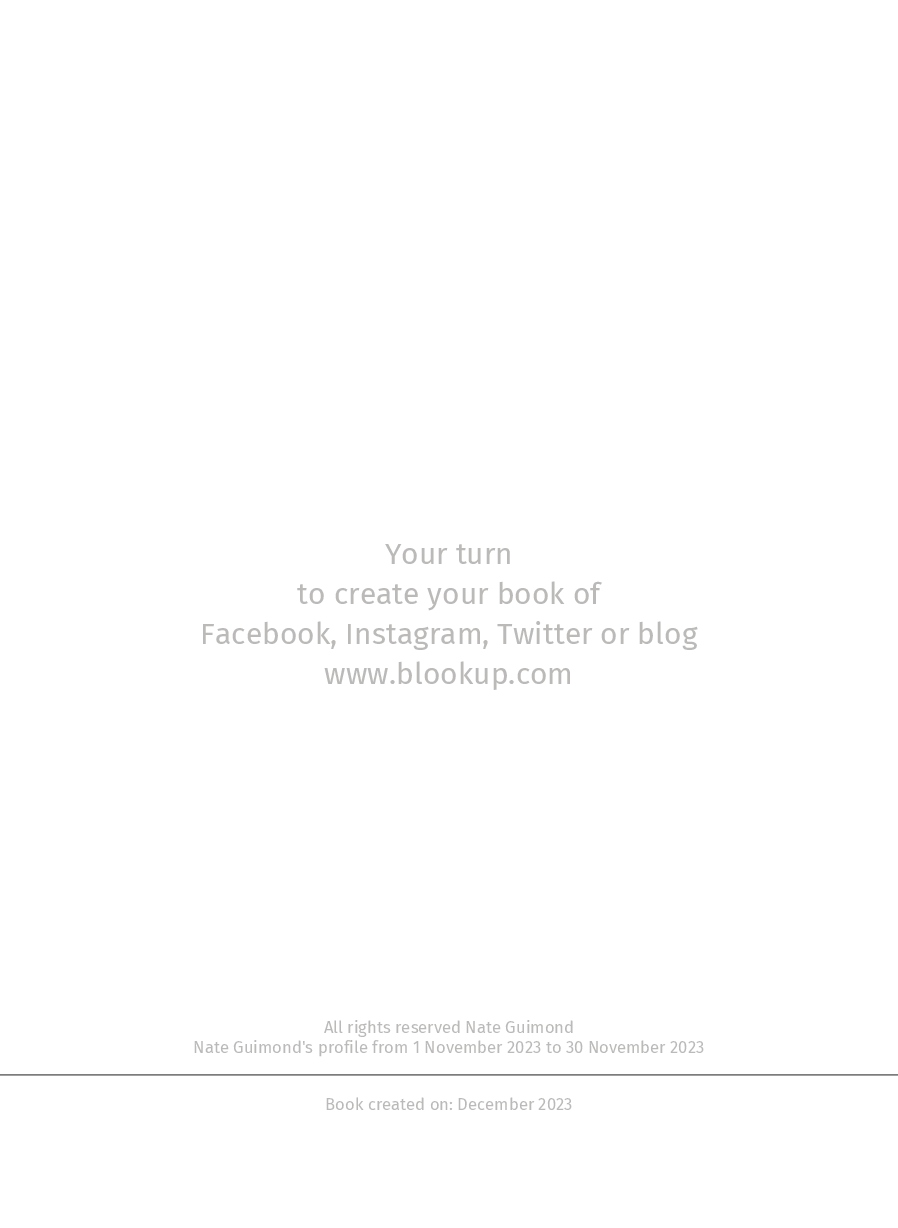 Your turn
to create your book of
Facebook, Instagram, Twitter or blog
www.blookup.com
All rights reserved Nate Guimond
Nate Guimond's profile from 1 November 2023 to 30 November 2023
Book created on: December 2023